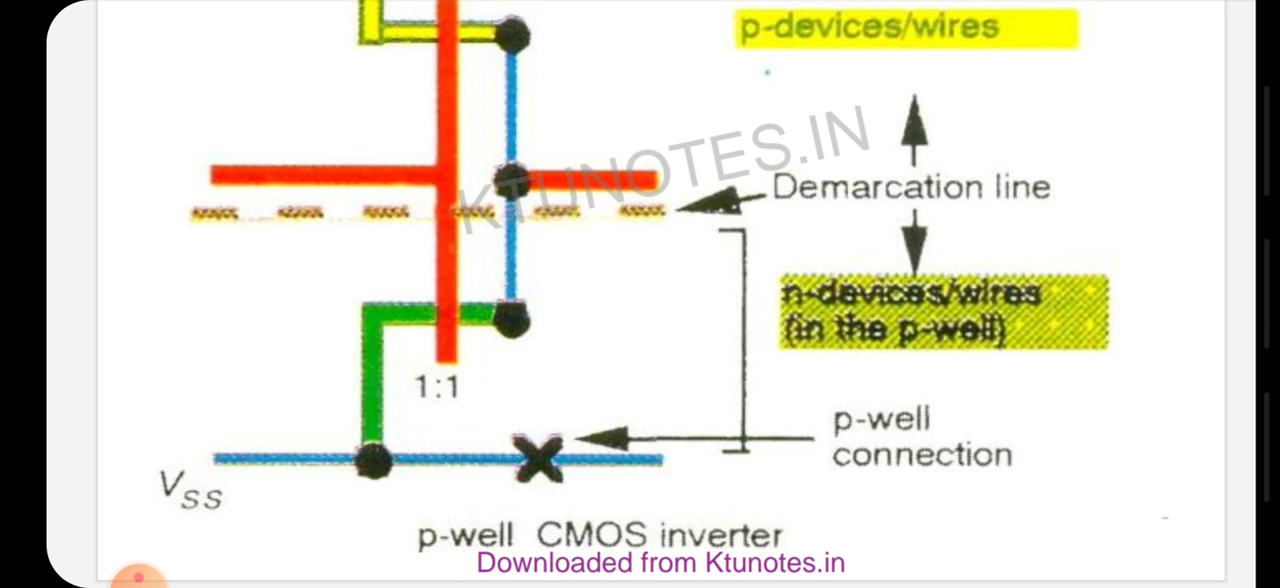 p-devices/wires
KTUNOTES.IN
Demarcation line
n-devices/wires
(in the p-well)
1:1
p-well
connection
VSS
p-well CMOS inverter
Downloaded from Ktunotes.in